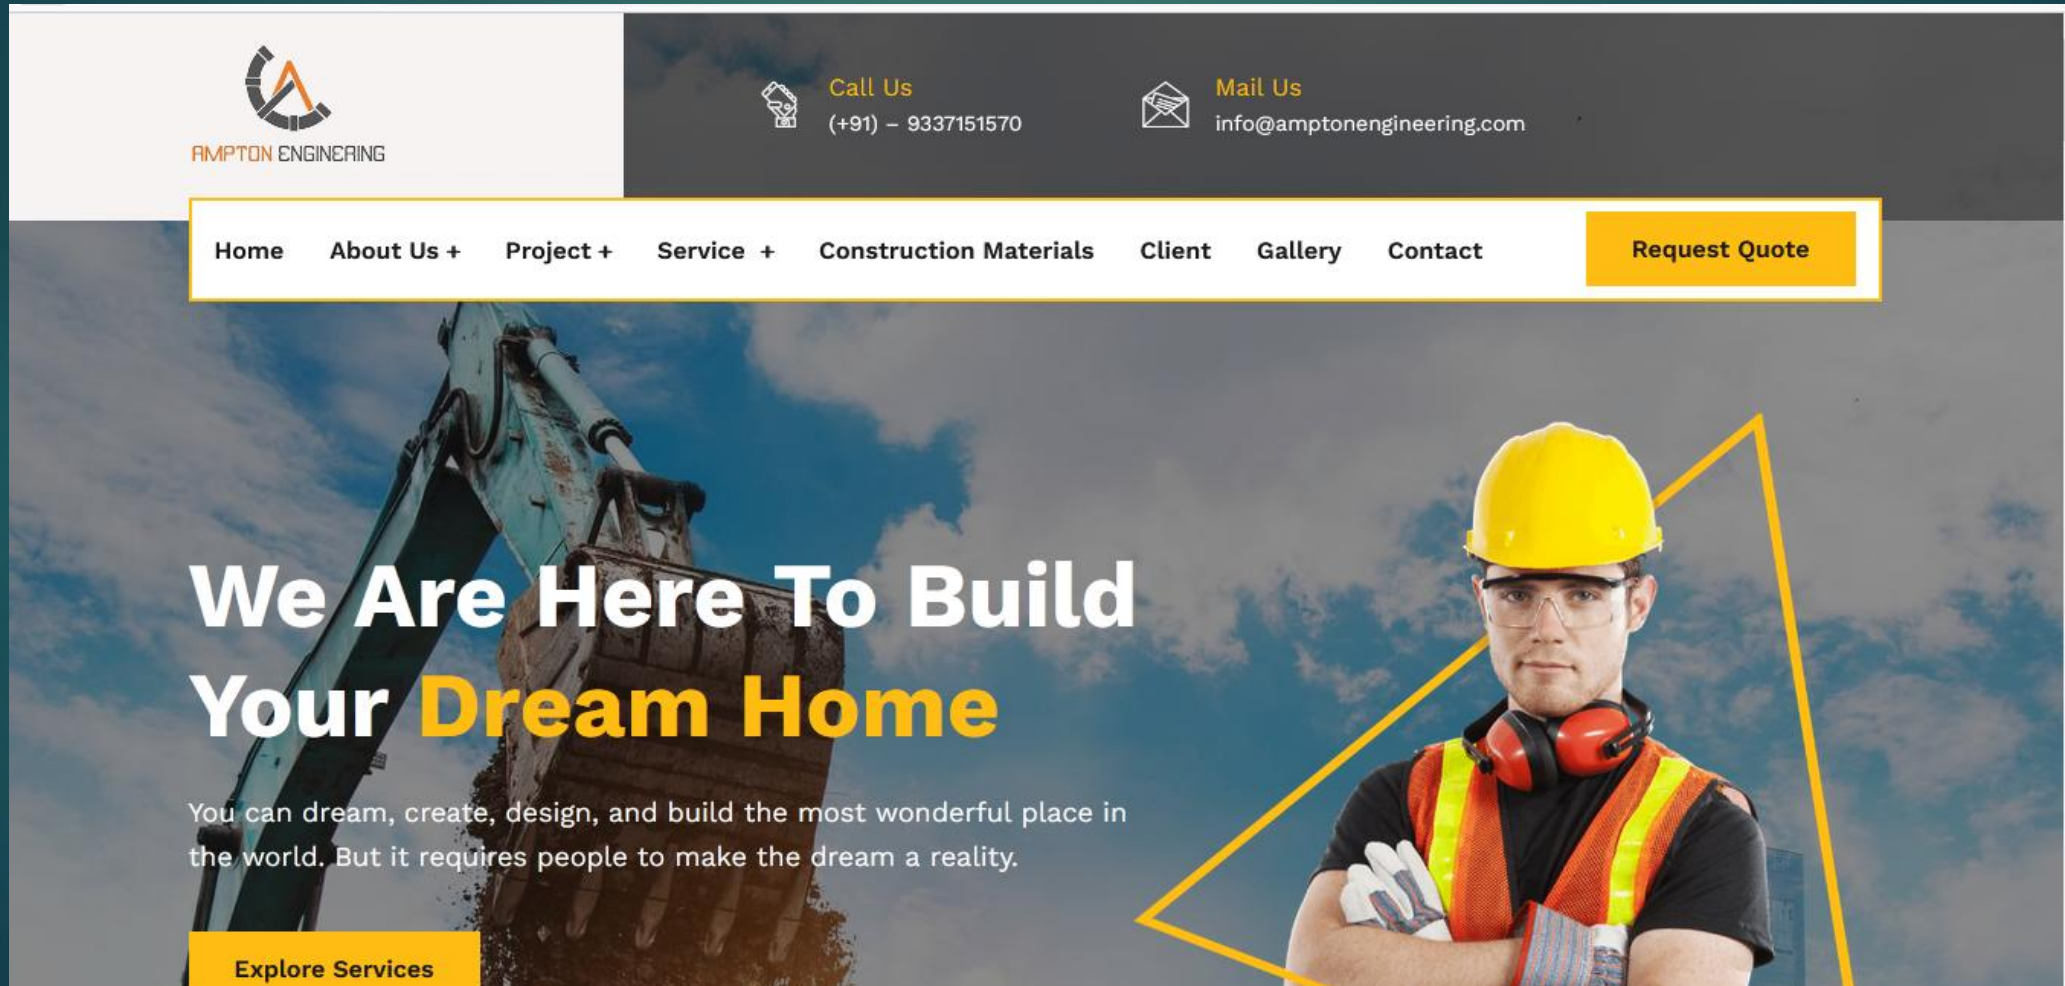 AMPTON ENGINERING
Call Us
(+91) – 9337151570
Mail Us
info@amptonengineering.com
Home About Us + Project + Service + Construction Materials Client Gallery Contact Request Quote
We Are Here To Build
Your Dream Home
You can dream, create, design, and build the most wonderful place in
the world. But it requires people to make the dream a reality.
Explore Services